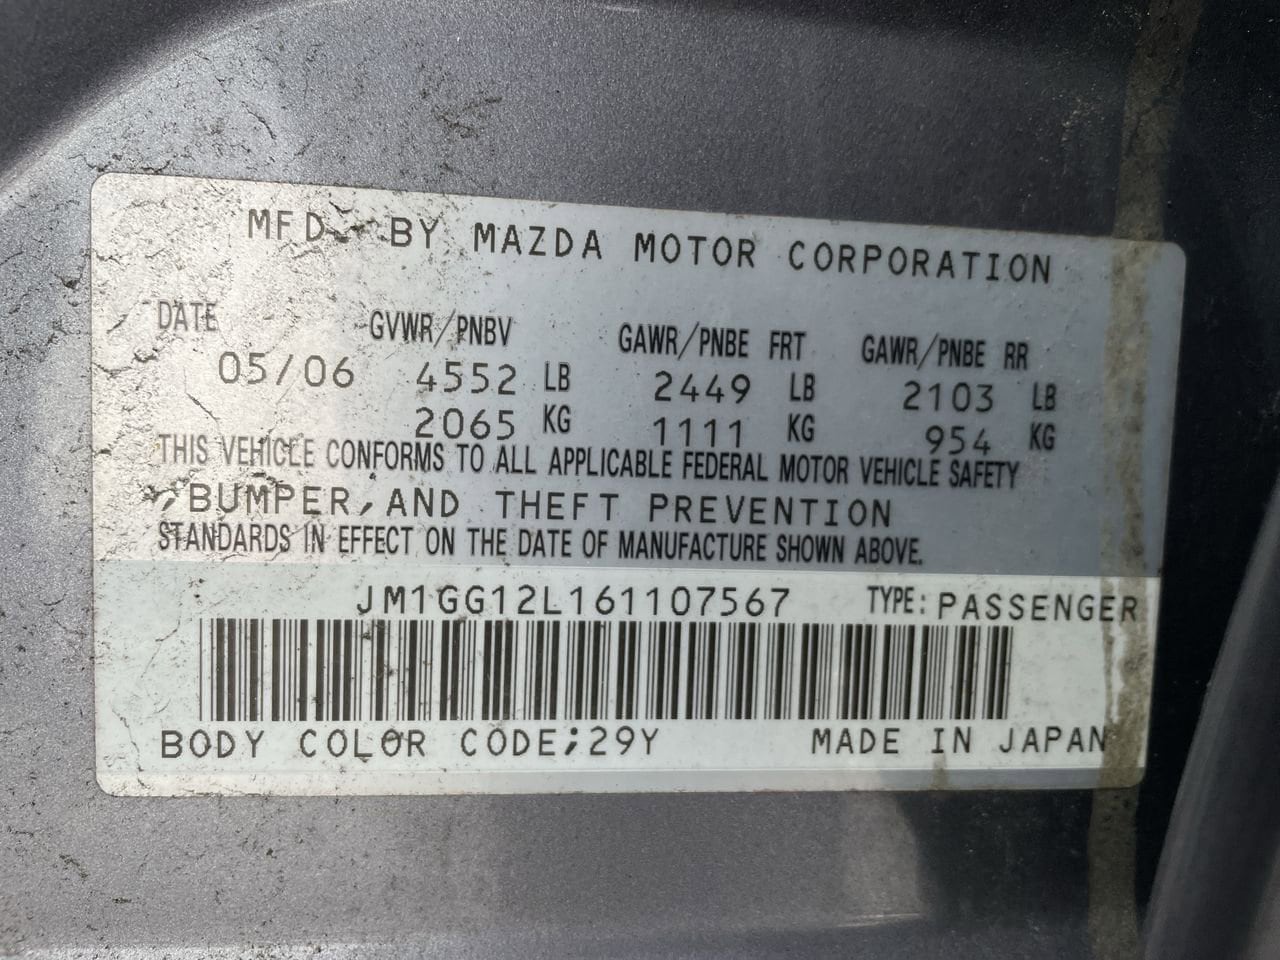 MFD. BY MAZDA MOTOR CORPORATION
DATE GVWR/PNBV GAWR/PNBE FRT GAWR/PNBE RR
05/06 4552 LB 2449 LB 2103 LB
2065 KG 1111 KG 954 KG
THIS VEHICLE CONFORMS TO ALL APPLICABLE FEDERAL MOTOR VEHICLE SAFETY
,BUMPER,AND THEFT PREVENTION
STANDARDS IN EFFECT ON THE DATE OF MANUFACTURE SHOWN ABOVE.
JM1GG12L161107567 TYPE: PASSENGER
BODY COLOR CODE;29Y MADE IN JAPAN